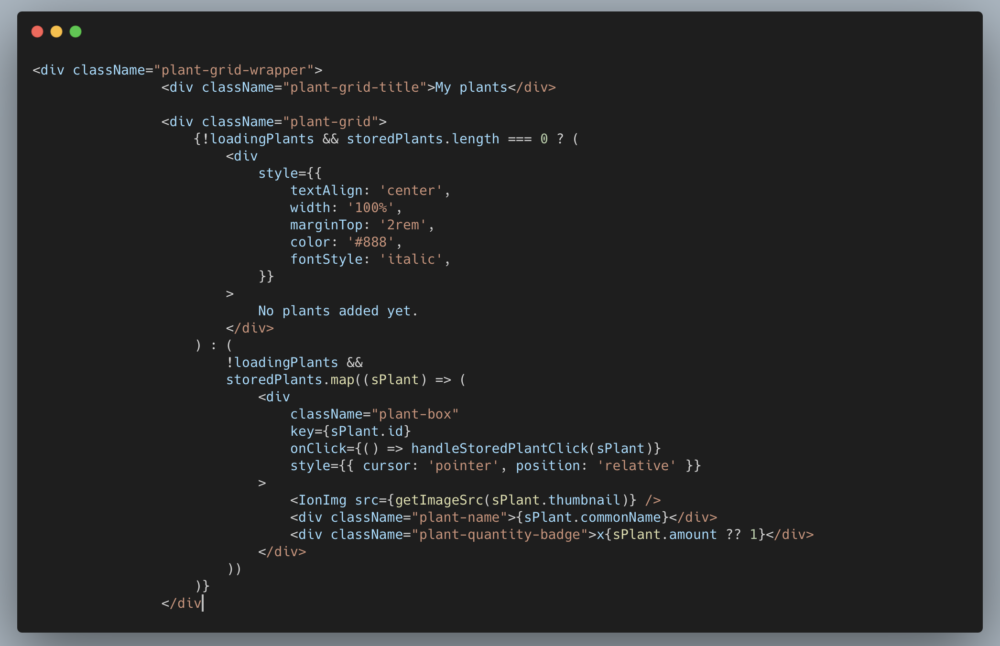 <div className="plant-grid-wrapper">
                <div className="plant-grid-title">My plants</div>

                <div className="plant-grid">
                    {!loadingPlants && storedPlants.length === 0 ? (
                        <div
                            style={{
                                textAlign: 'center',
                                width: '100%',
                                marginTop: '2rem',
                                color: '#888',
                                fontStyle: 'italic',
                            }}
                        >
                            No plants added yet.
                        </div>
                    ) : (
                        !loadingPlants &&
                        storedPlants.map((sPlant) => (
                            <div
                                className="plant-box"
                                key={sPlant.id}
                                onClick={() => handleStoredPlantClick(sPlant)}
                                style={{ cursor: 'pointer', position: 'relative' }}
                            >
                                <IonImg src={getImageSrc(sPlant.thumbnail)} />
                                <div className="plant-name">{sPlant.commonName}</div>
                                <div className="plant-quantity-badge">x{sPlant.amount ?? 1}</div>
                            </div>
                        ))
                    )}
                </div